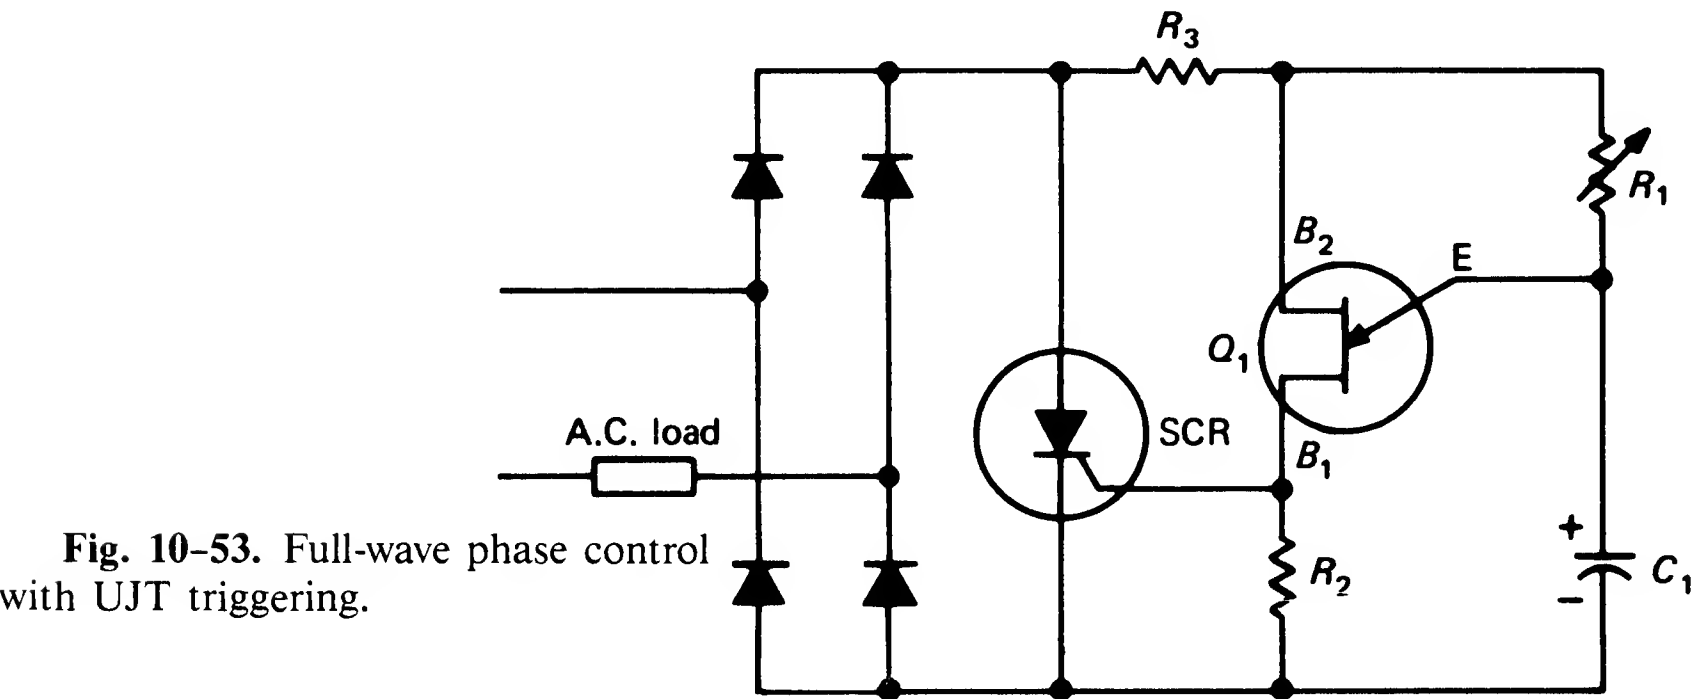 R3
R1
B2
E
Q1
A.C. load
SCR
B1
Fig. 10–53. Full-wave phase control
with UJT triggering.
R2
+
C1
−